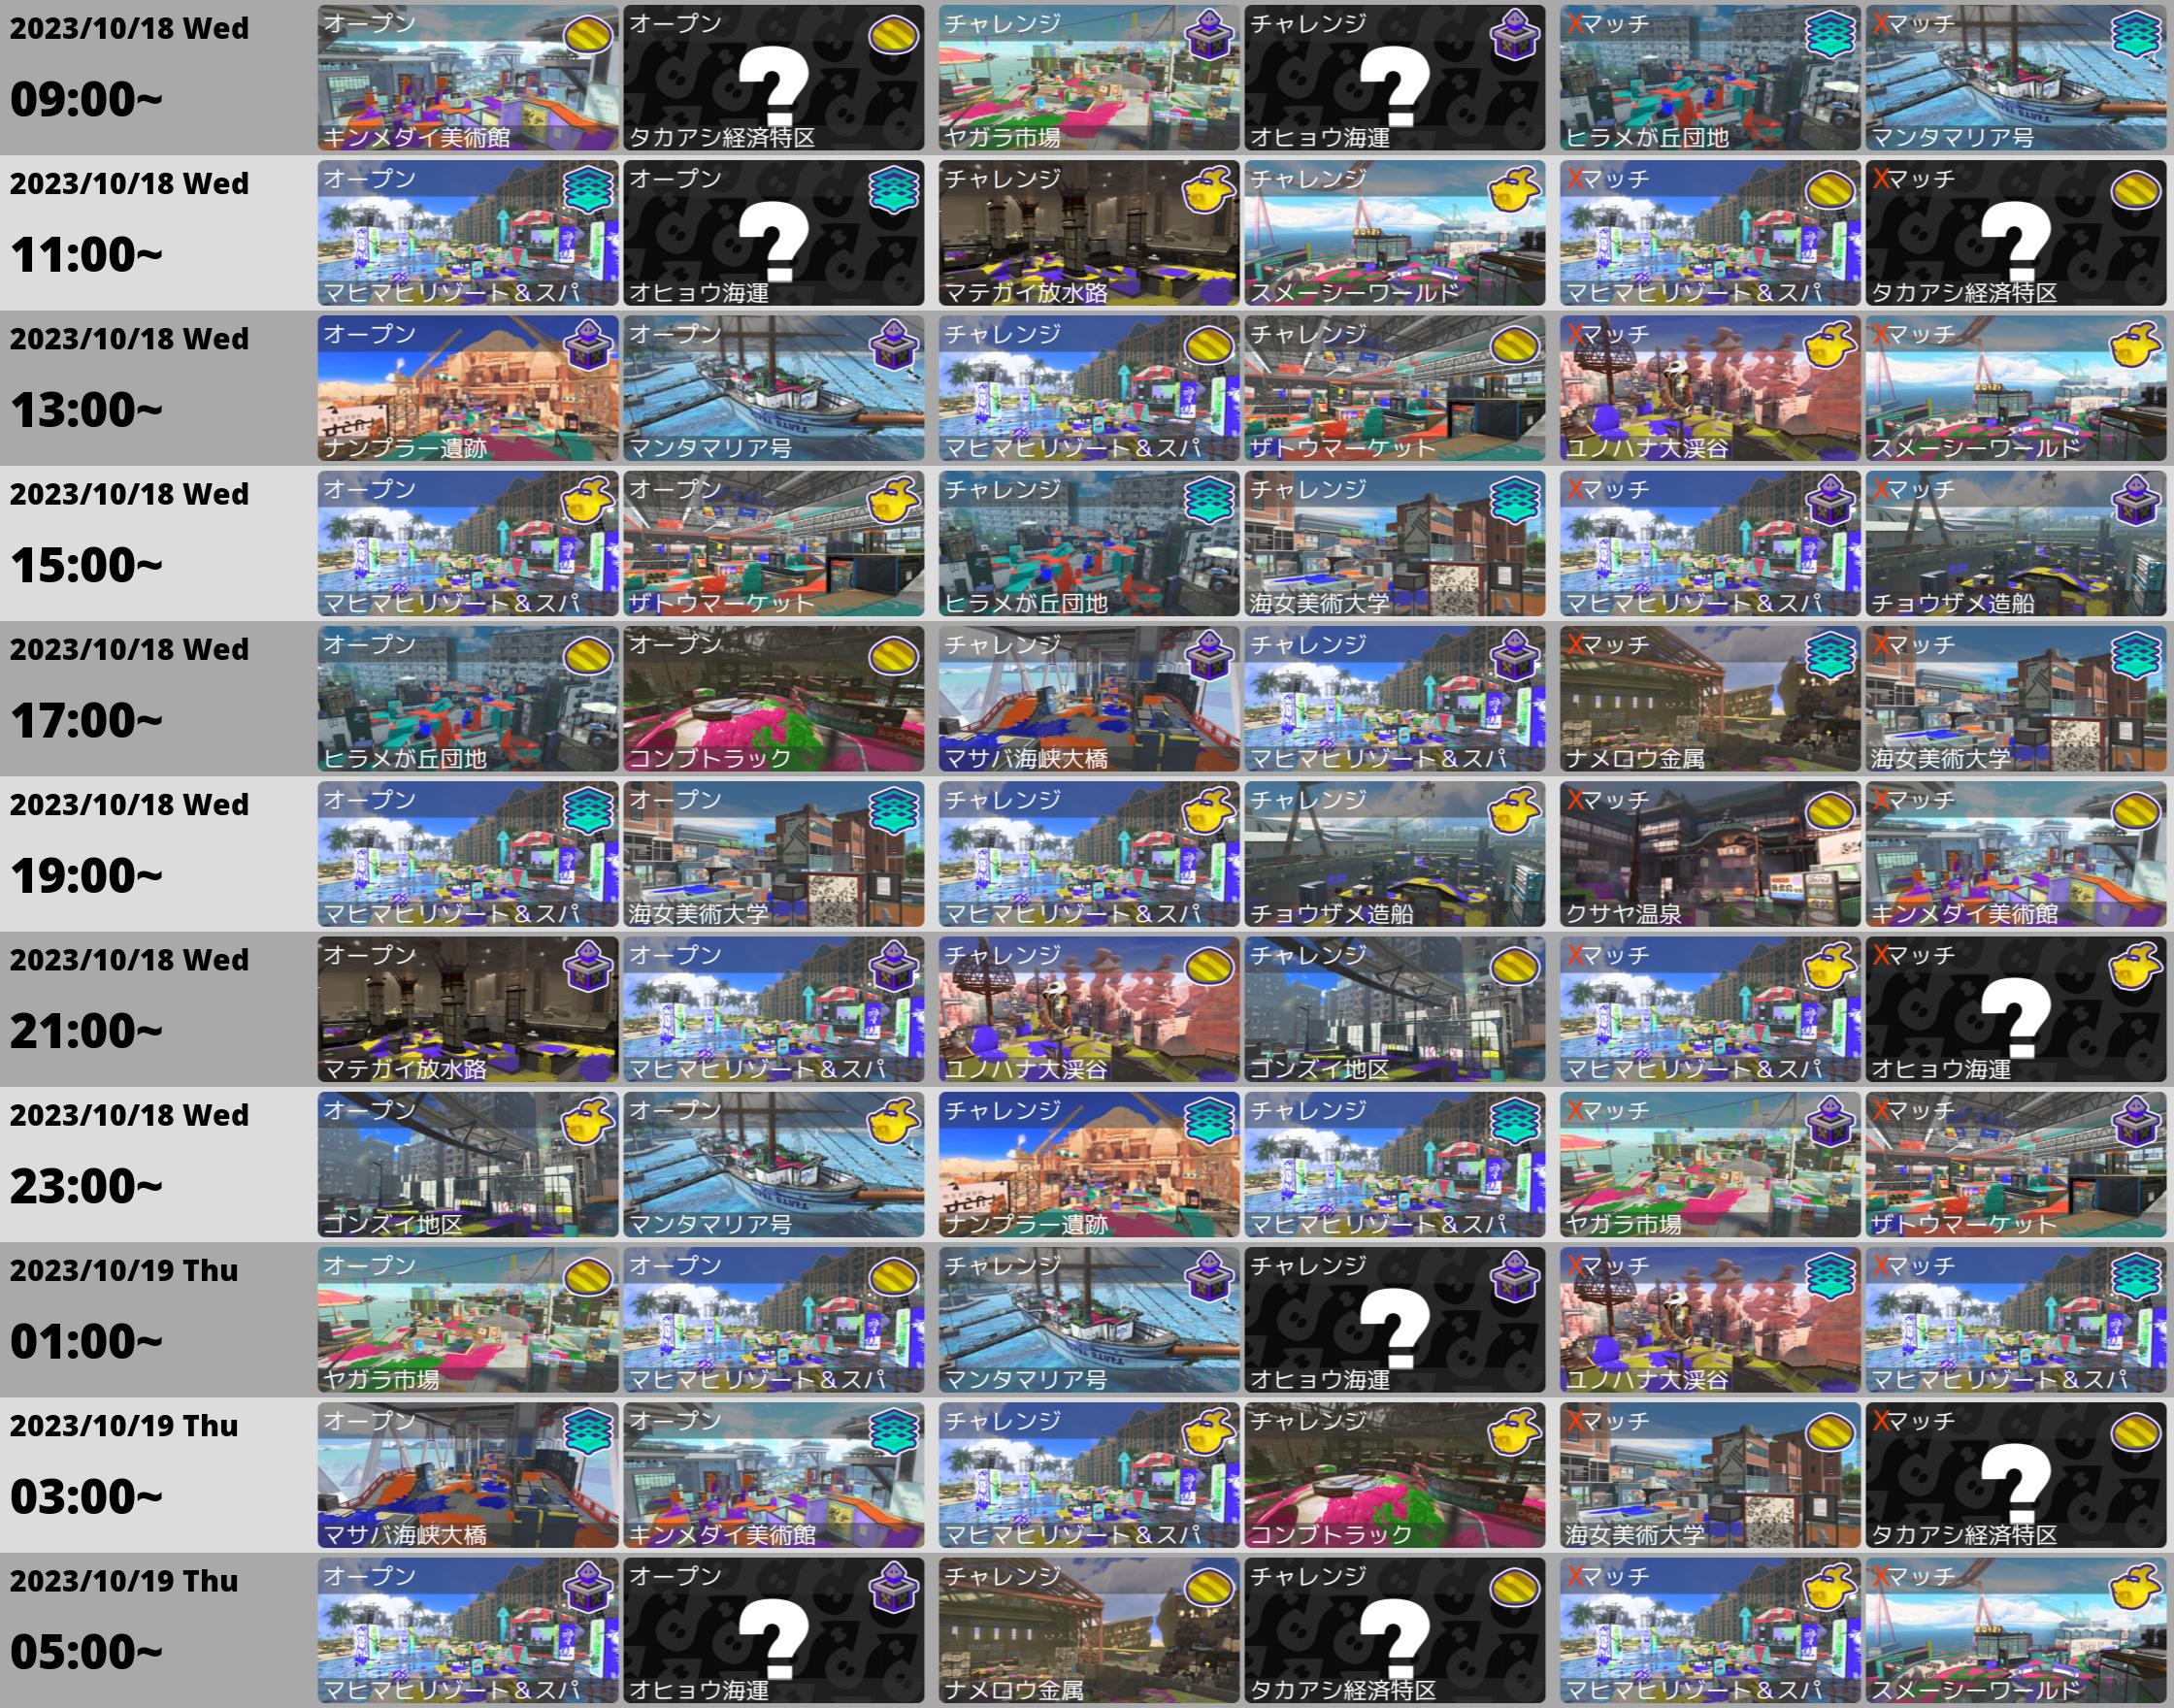 2023/10/18 Wed
09:00~
オープン
キンメダイ美術館
オープン
タカアシ経済特区
チャレンジ
ヤガラ市場
チャレンジ
オヒョウ海運
Xマッチ
ヒラメが丘団地
Xマッチ
マンタマリア号
2023/10/18 Wed
11:00~
オープン
マヒマヒリゾート&スパ
オープン
オヒョウ海運
チャレンジ
マテガイ放水路
チャレンジ
スメーシーワールド
Xマッチ
マヒマヒリゾート&スパ
Xマッチ
タカアシ経済特区
2023/10/18 Wed
13:00~
オープン
ナンプラー遺跡
オープン
マンタマリア号
チャレンジ
マヒマヒリゾート&スパ
チャレンジ
ザトウマーケット
Xマッチ
ユノハナ大渓谷
Xマッチ
スメーシーワールド
2023/10/18 Wed
15:00~
オープン
マヒマヒリゾート&スパ
オープン
ザトウマーケット
チャレンジ
ヒラメが丘団地
チャレンジ
海女美術大学
Xマッチ
マヒマヒリゾート&スパ
Xマッチ
チョウザメ造船
2023/10/18 Wed
17:00~
オープン
ヒラメが丘団地
オープン
コンブトラック
チャレンジ
マサバ海峡大橋
チャレンジ
マヒマヒリゾート&スパ
Xマッチ
ナメロウ金属
Xマッチ
海女美術大学
2023/10/18 Wed
19:00~
オープン
マヒマヒリゾート&スパ
オープン
海女美術大学
チャレンジ
マヒマヒリゾート&スパ
チャレンジ
チョウザメ造船
Xマッチ
クサヤ温泉
Xマッチ
キンメダイ美術館
2023/10/18 Wed
21:00~
オープン
マテガイ放水路
オープン
マヒマヒリゾート&スパ
チャレンジ
ユノハナ大渓谷
チャレンジ
ゴンズイ地区
Xマッチ
マヒマヒリゾート&スパ
Xマッチ
オヒョウ海運
2023/10/18 Wed
23:00~
オープン
ゴンズイ地区
オープン
マンタマリア号
チャレンジ
ナンプラー遺跡
チャレンジ
マヒマヒリゾート&スパ
Xマッチ
ヤガラ市場
Xマッチ
ザトウマーケット
2023/10/19 Thu
01:00~
オープン
ヤガラ市場
オープン
マヒマヒリゾート&スパ
チャレンジ
マンタマリア号
チャレンジ
オヒョウ海運
Xマッチ
ユノハナ大渓谷
Xマッチ
マヒマヒリゾート&スパ
2023/10/19 Thu
03:00~
オープン
マサバ海峡大橋
オープン
キンメダイ美術館
チャレンジ
マヒマヒリゾート&スパ
チャレンジ
コンブトラック
Xマッチ
海女美術大学
Xマッチ
タカアシ経済特区
2023/10/19 Thu
05:00~
オープン
マヒマヒリゾート&スパ
オープン
オヒョウ海運
チャレンジ
ナメロウ金属
チャレンジ
タカアシ経済特区
Xマッチ
マヒマヒリゾート&スパ
Xマッチ
スメーシーワールド